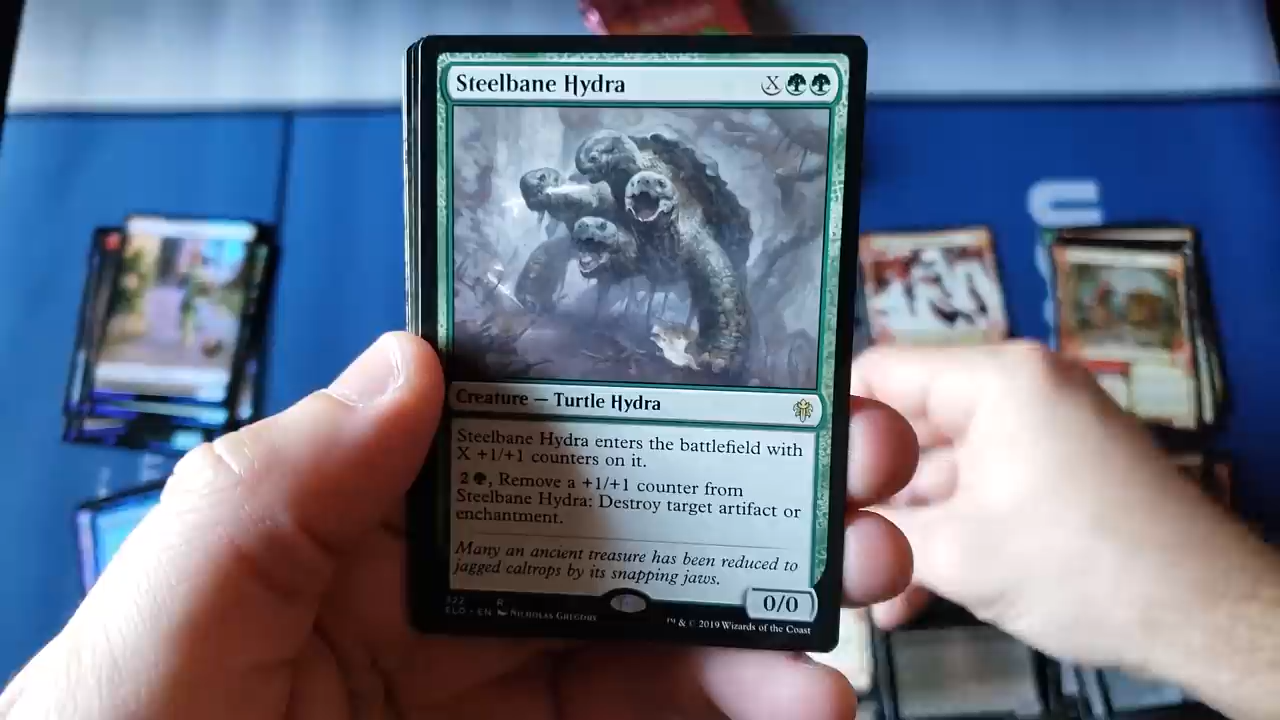 Steelbane Hydra X
Creature — Turtle Hydra
Steelbane Hydra enters the battlefield with
X +1/+1 counters on it.
2, Remove a +1/+1 counter from
Steelbane Hydra: Destroy target artifact or
enchantment.
Many an ancient treasure has been reduced to
jagged caltrops by its snapping jaws.
0/0
322 R
ELD • EN Nicholas Gregory
™ & © 2019 Wizards of the Coast